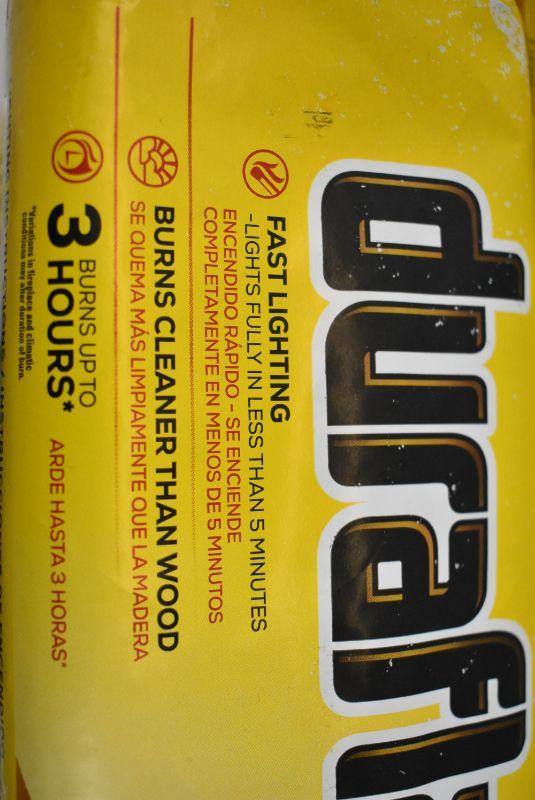 durafl
FAST LIGHTING
-LIGHTS FULLY IN LESS THAN 5 MINUTES
ENCENDIDO RÁPIDO - SE ENCIENDE
COMPLETAMENTE EN MENOS DE 5 MINUTOS
BURNS CLEANER THAN WOOD
SE QUEMA MÁS LIMPIAMENTE QUE LA MADERA
BURNS UP TO
3 HOURS* ARDE HASTA 3 HORAS*
*Variations in fireplace and climatic
conditions may alter duration of burn.